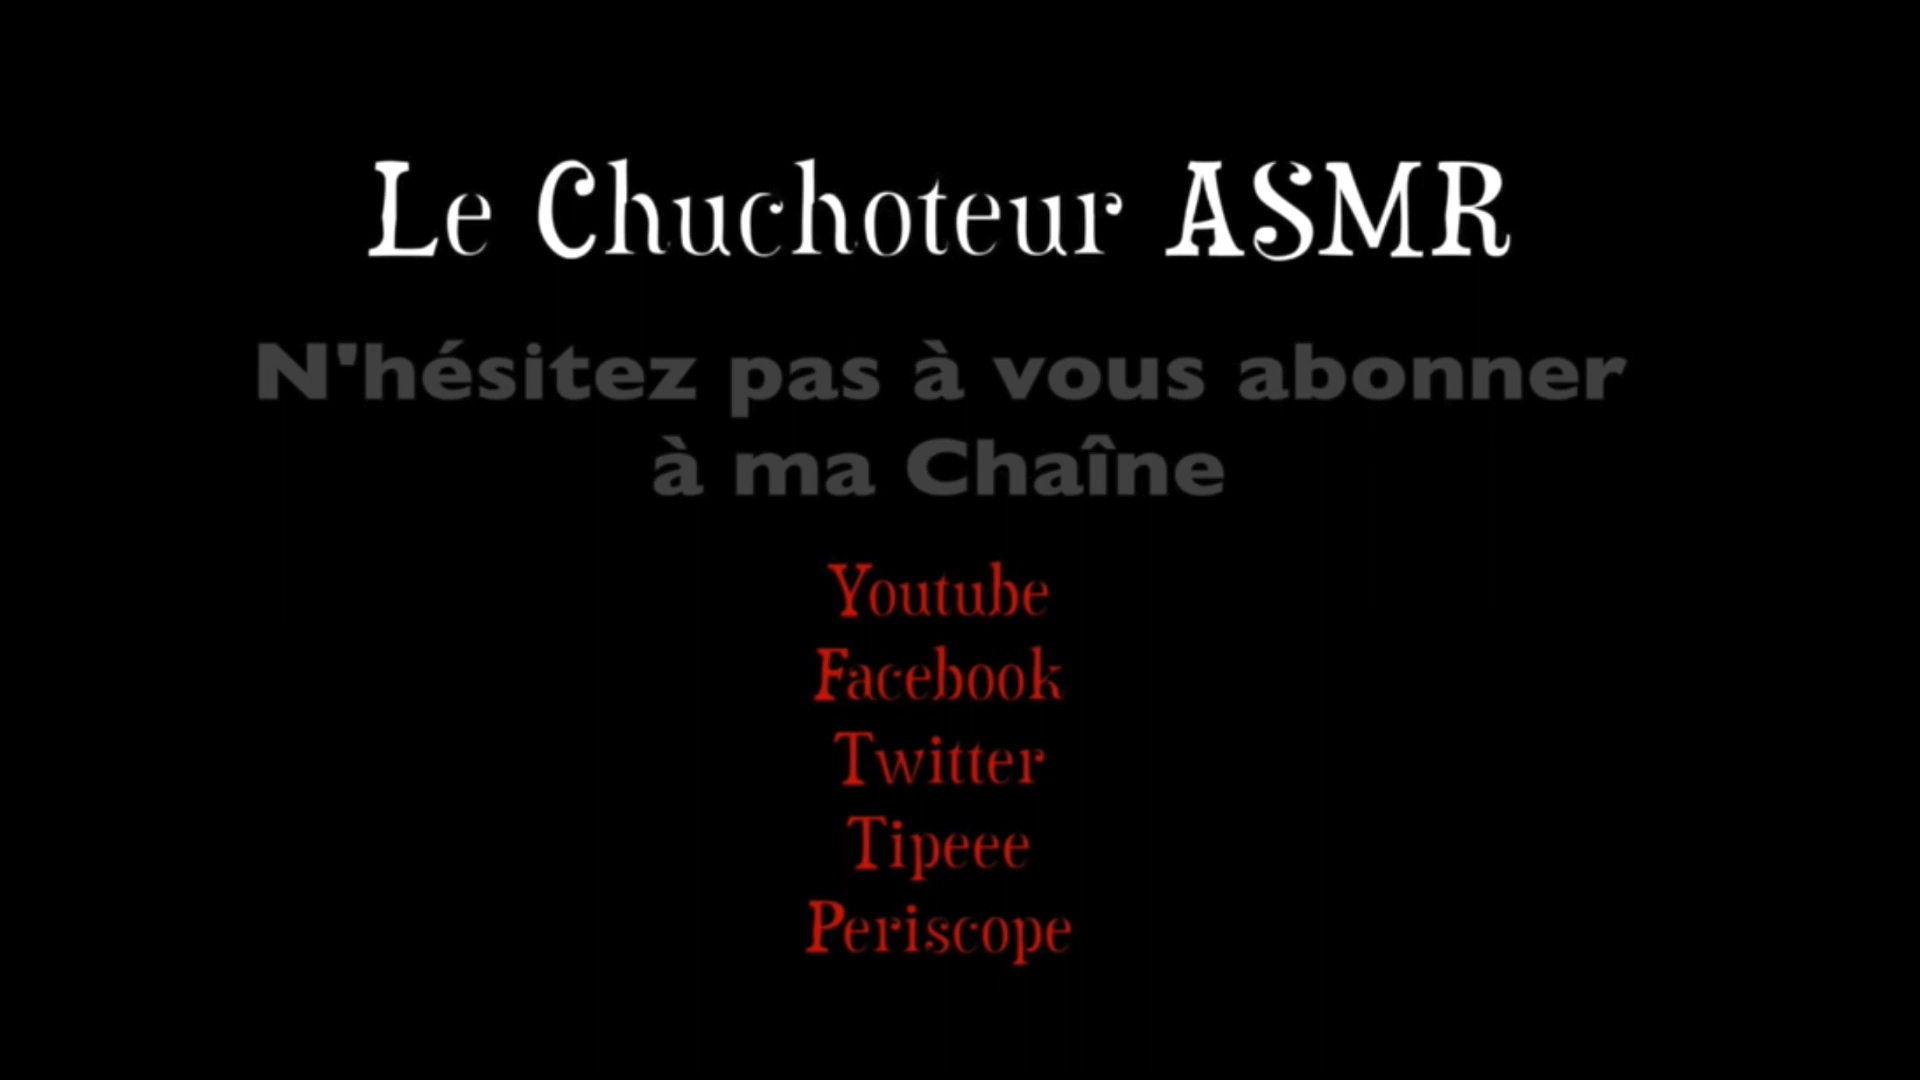 Le Chuchoteur ASMR
N'hésitez pas à vous abonner
à ma Chaîne
Youtube
Facebook
Twitter
Tipeee
Periscope